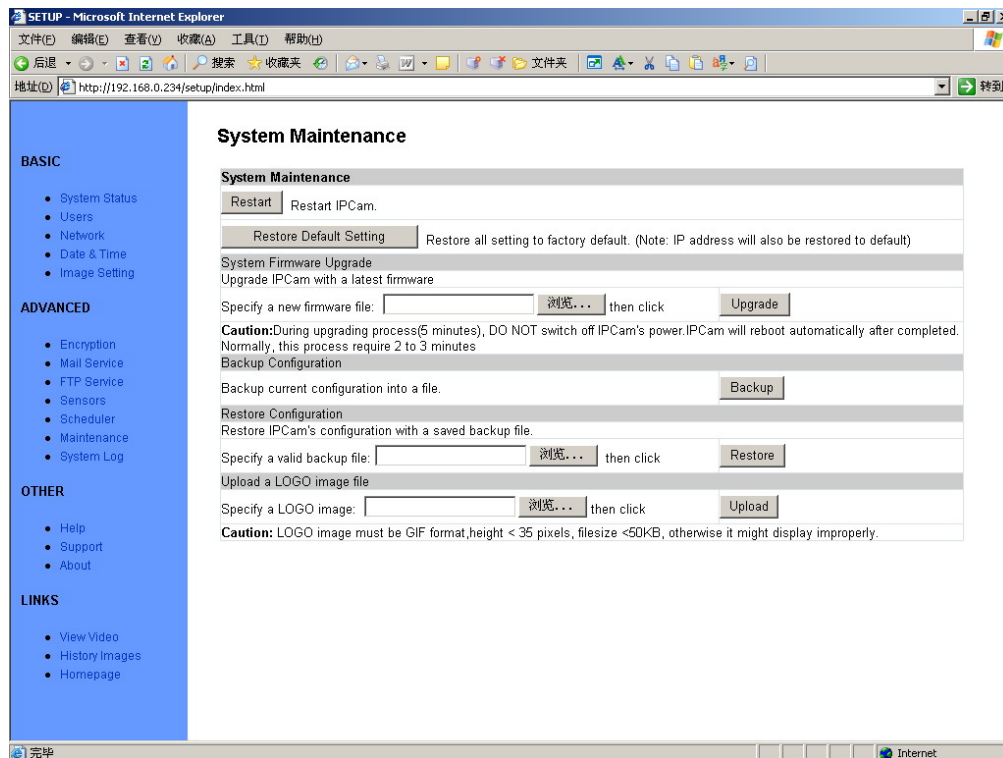 SETUP - Microsoft Internet Explorer
文件(F) 编辑(E) 查看(V) 收藏(A) 工具(T) 帮助(H)
后退 搜索 收藏夹 文件夹
地址(D) http://192.168.0.234/setup/index.html 转到
BASIC
System Status
Users
Network
Date & Time
Image Setting
ADVANCED
Encryption
Mail Service
FTP Service
Sensors
Scheduler
Maintenance
System Log
OTHER
Help
Support
About
LINKS
View Video
History Images
Homepage
System Maintenance
System Maintenance
Restart Restart IPCam.
Restore Default Setting Restore all setting to factory default. (Note: IP address will also be restored to default)
System Firmware Upgrade
Upgrade IPCam with a latest firmware
Specify a new firmware file: 浏览... then click Upgrade
Caution:During upgrading process(5 minutes), DO NOT switch off IPCam's power.IPCam will reboot automatically after completed.
Normally, this process require 2 to 3 minutes
Backup Configuration
Backup current configuration into a file. Backup
Restore Configuration
Restore IPCam's configuration with a saved backup file.
Specify a valid backup file: 浏览... then click Restore
Upload a LOGO image file
Specify a LOGO image: 浏览... then click Upload
Caution: LOGO image must be GIF format,height < 35 pixels, filesize <50KB, otherwise it might display improperly.
完毕 Internet